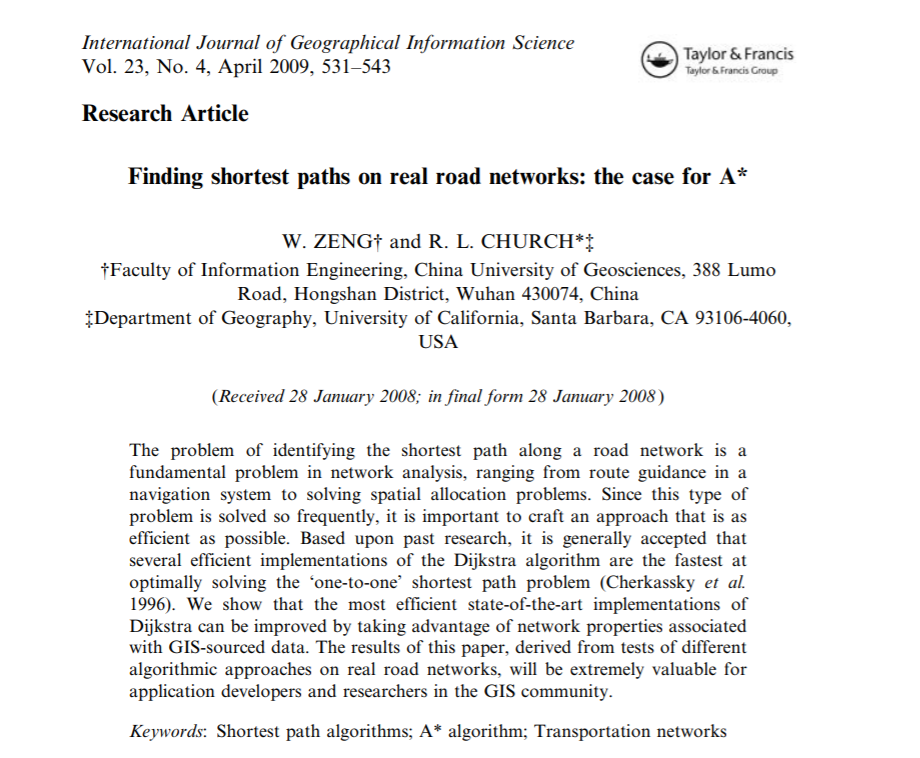 International Journal of Geographical Information Science
Vol. 23, No. 4, April 2009, 531–543
Taylor & Francis
Taylor & Francis Group
Research Article
Finding shortest paths on real road networks: the case for A*
W. ZENG† and R. L. CHURCH*‡
†Faculty of Information Engineering, China University of Geosciences, 388 Lumo
Road, Hongshan District, Wuhan 430074, China
‡Department of Geography, University of California, Santa Barbara, CA 93106-4060,
USA
(Received 28 January 2008; in final form 28 January 2008)
The problem of identifying the shortest path along a road network is a
fundamental problem in network analysis, ranging from route guidance in a
navigation system to solving spatial allocation problems. Since this type of
problem is solved so frequently, it is important to craft an approach that is as
efficient as possible. Based upon past research, it is generally accepted that
several efficient implementations of the Dijkstra algorithm are the fastest at
optimally solving the ‘one-to-one’ shortest path problem (Cherkassky et al.
1996). We show that the most efficient state-of-the-art implementations of
Dijkstra can be improved by taking advantage of network properties associated
with GIS-sourced data. The results of this paper, derived from tests of different
algorithmic approaches on real road networks, will be extremely valuable for
application developers and researchers in the GIS community.
Keywords: Shortest path algorithms; A* algorithm; Transportation networks